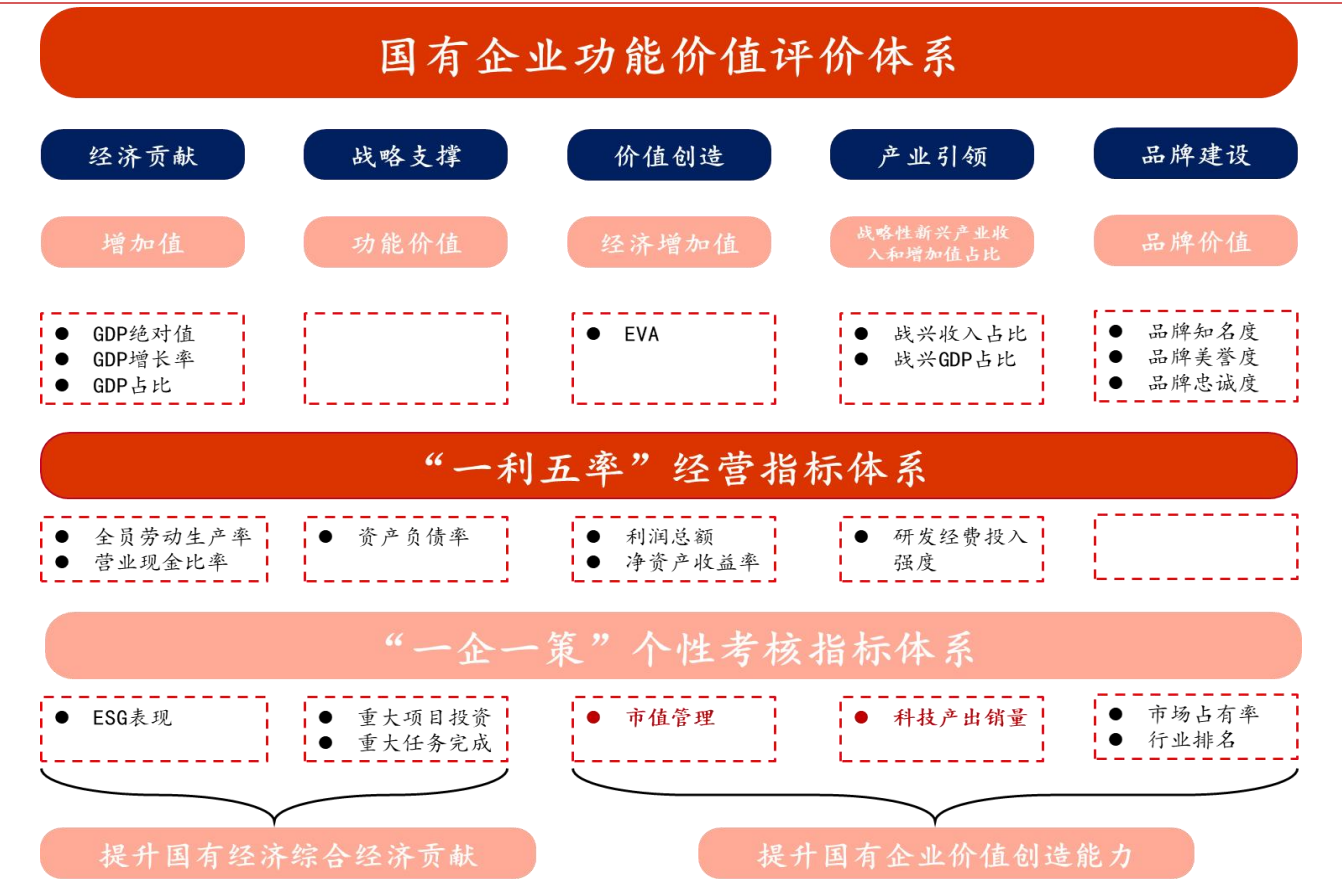 国有企业功能价值评价体系
经济贡献
战略支撑
价值创造
产业引领
品牌建设
增加值
功能价值
经济增加值
战略性新兴产业收
入和增加值占比
品牌价值
● GDP绝对值
● GDP增长率
● GDP占比
● EVA
● 战兴收入占比
● 战兴GDP占比
● 品牌知名度
● 品牌美誉度
● 品牌忠诚度
“一利五率”经营指标体系
● 全员劳动生产率
● 营业现金比率
● 资产负债率
● 利润总额
● 净资产收益率
● 研发经费投入
强度
“一企一策”个性考核指标体系
● ESG表现
● 重大项目投资
● 重大任务完成
● 市值管理
● 科技产出销量
● 市场占有率
● 行业排名
提升国有经济综合经济贡献
提升国有企业价值创造能力